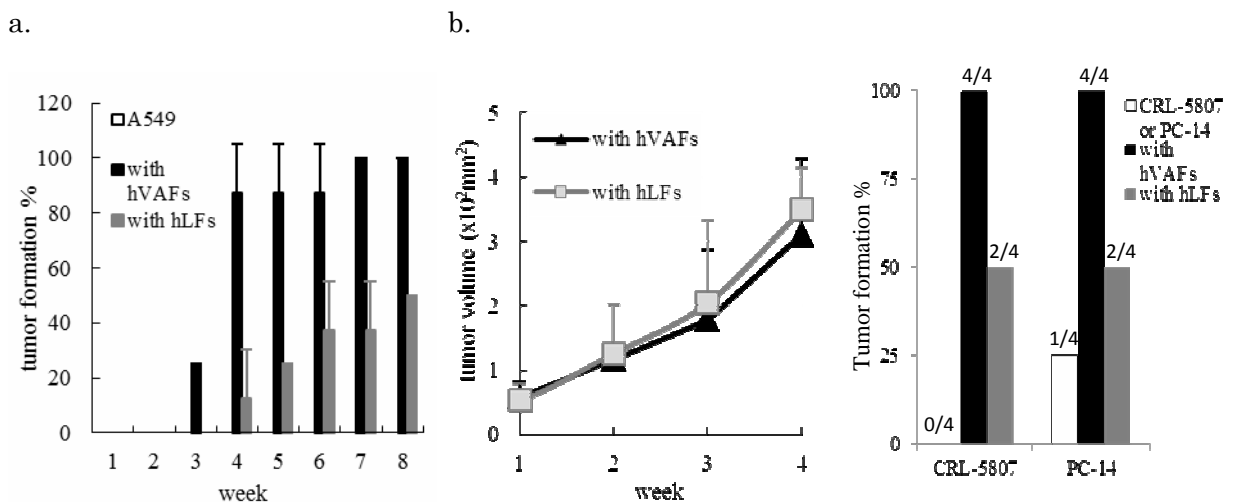 a.
b.
120
100
80
60
40
20
0
tumor formation %
A549
with
hVAFs
with hLFs
1 2 3 4 5 6 7 8
week
5
4
3
2
1
0
tumor volume (x10²mm²)
with hVAFs
with hLFs
1 2 3 4
week
100
75
50
25
0
Tumor formation %
4/4
4/4
2/4
2/4
1/4
0/4
CRL-5807
or PC-14
with
hVAFs
with hLFs
CRL-5807 PC-14